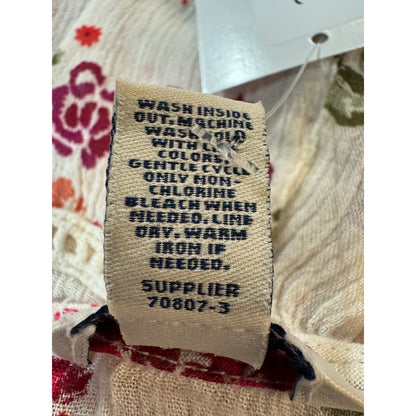 WASH INSIDE
OUT. MACHINE
WASH COLD
WITH
COLORS.
GENTLE CYCLE
ONLY NON-
CHLORINE
BLEACH WHEN
NEEDED. LINE
DRY. WARM
IRON IF
NEEDED.
SUPPLIER
70807-3